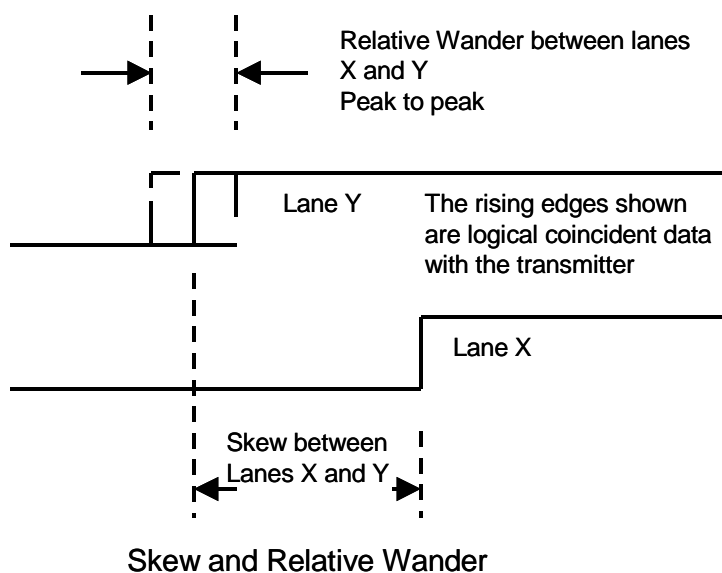 Relative Wander between lanes
X and Y
Peak to peak
Lane Y
The rising edges shown
are logical coincident data
with the transmitter
Lane X
Skew between
Lanes X and Y
Skew and Relative Wander